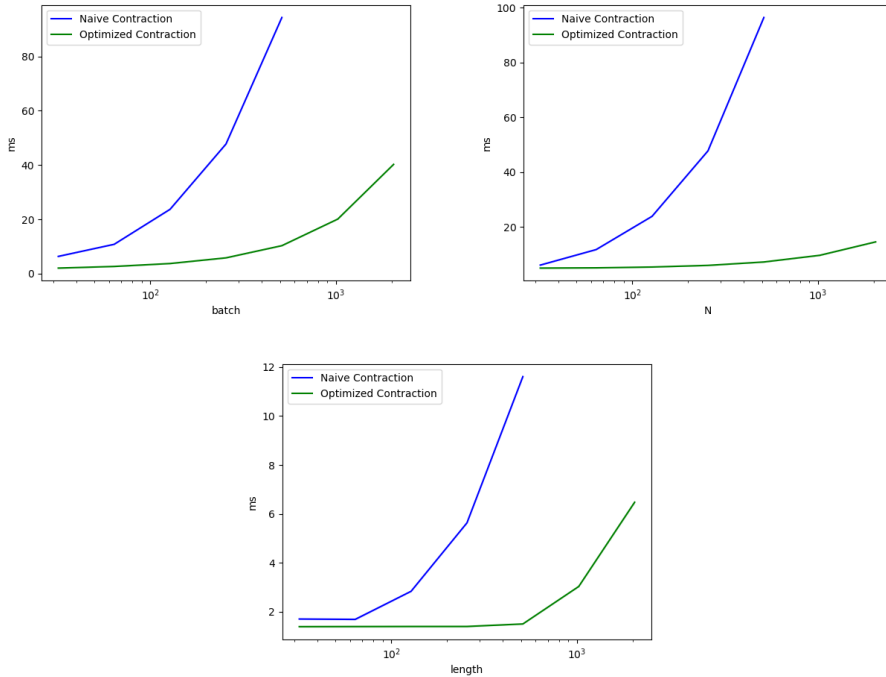 Naive Contraction
Optimized Contraction
80
60
40
20
0
ms
10²
10³
batch
Naive Contraction
Optimized Contraction
100
80
60
40
20
ms
10²
10³
N
Naive Contraction
Optimized Contraction
12
10
8
6
4
2
ms
10²
10³
length